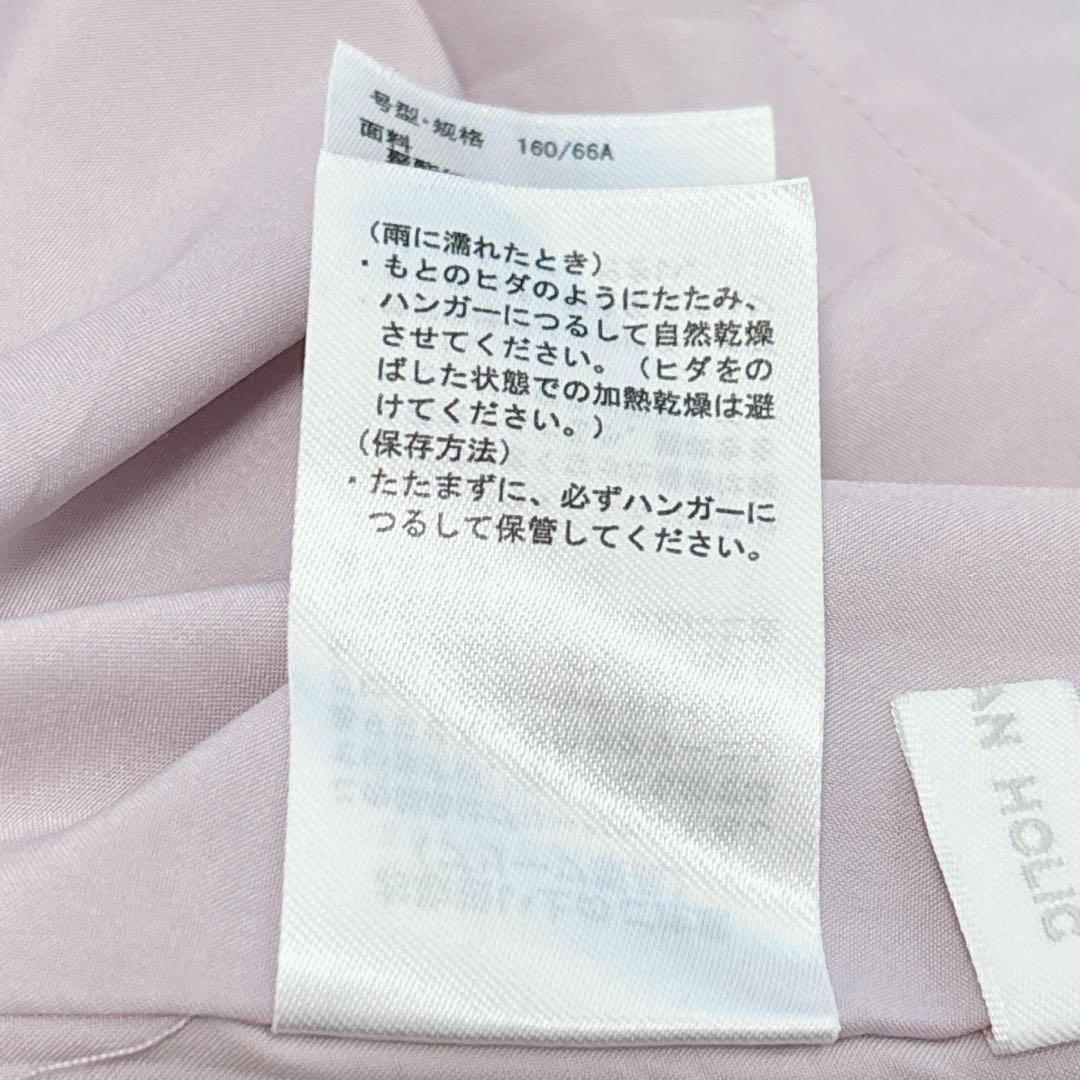 号型·规格 160/66A
面料
(雨に濡れたとき)
・もとのヒダのようにたたみ、
ハンガーにつるして自然乾燥
させてください。(ヒダをの
ばした状態での加熱乾燥は避
けてください。)
(保存方法)
・たたまずに、必ずハンガーに
つるして保管してください。
AN HOLIC